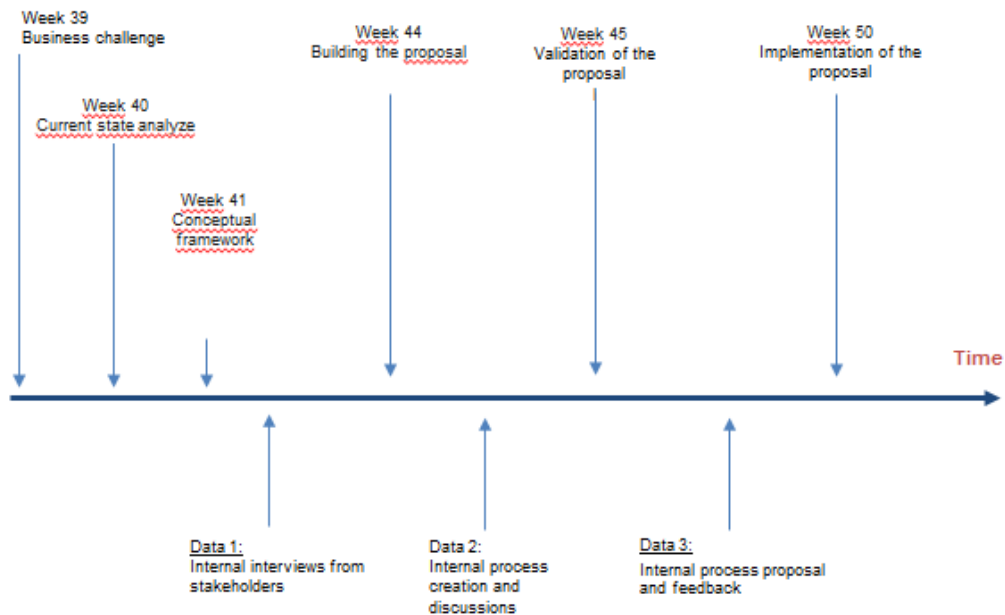 Week 39
Business challenge
Week 40
Current state analyze
Week 41
Conceptual
framework
Week 44
Building the proposal
Week 45
Validation of the
proposal
Week 50
Implementation of the
proposal
Time
Data 1:
Internal interviews from
stakeholders
Data 2:
Internal process
creation and
discussions
Data 3:
Internal process proposal
and feedback